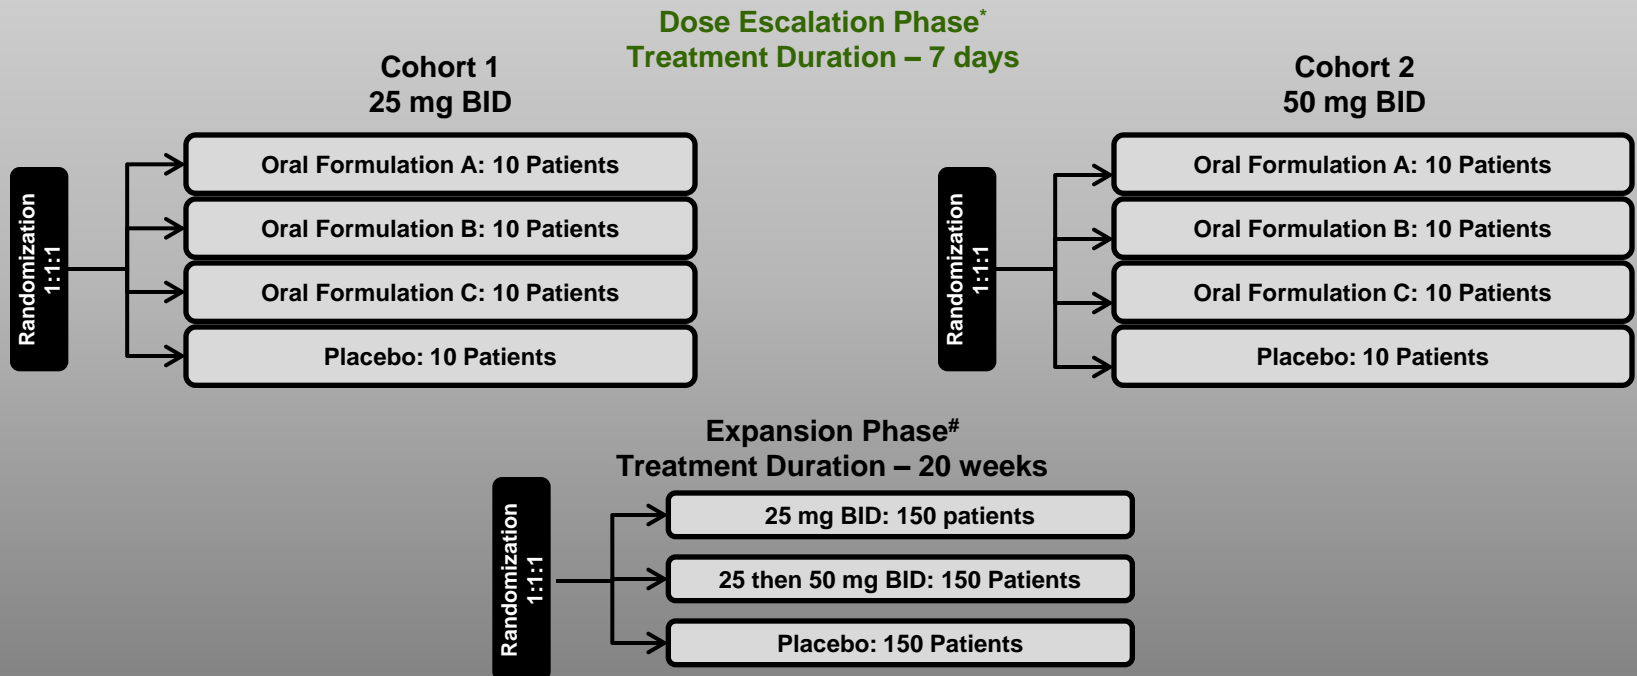 Dose Escalation Phase*
Treatment Duration – 7 days
Cohort 1
25 mg BID
Randomization
1:1:1
Oral Formulation A: 10 Patients
Oral Formulation B: 10 Patients
Oral Formulation C: 10 Patients
Placebo: 10 Patients
Cohort 2
50 mg BID
Randomization
1:1:1
Oral Formulation A: 10 Patients
Oral Formulation B: 10 Patients
Oral Formulation C: 10 Patients
Placebo: 10 Patients
Expansion Phase#
Treatment Duration – 20 weeks
Randomization
1:1:1
25 mg BID: 150 patients
25 then 50 mg BID: 150 Patients
Placebo: 150 Patients